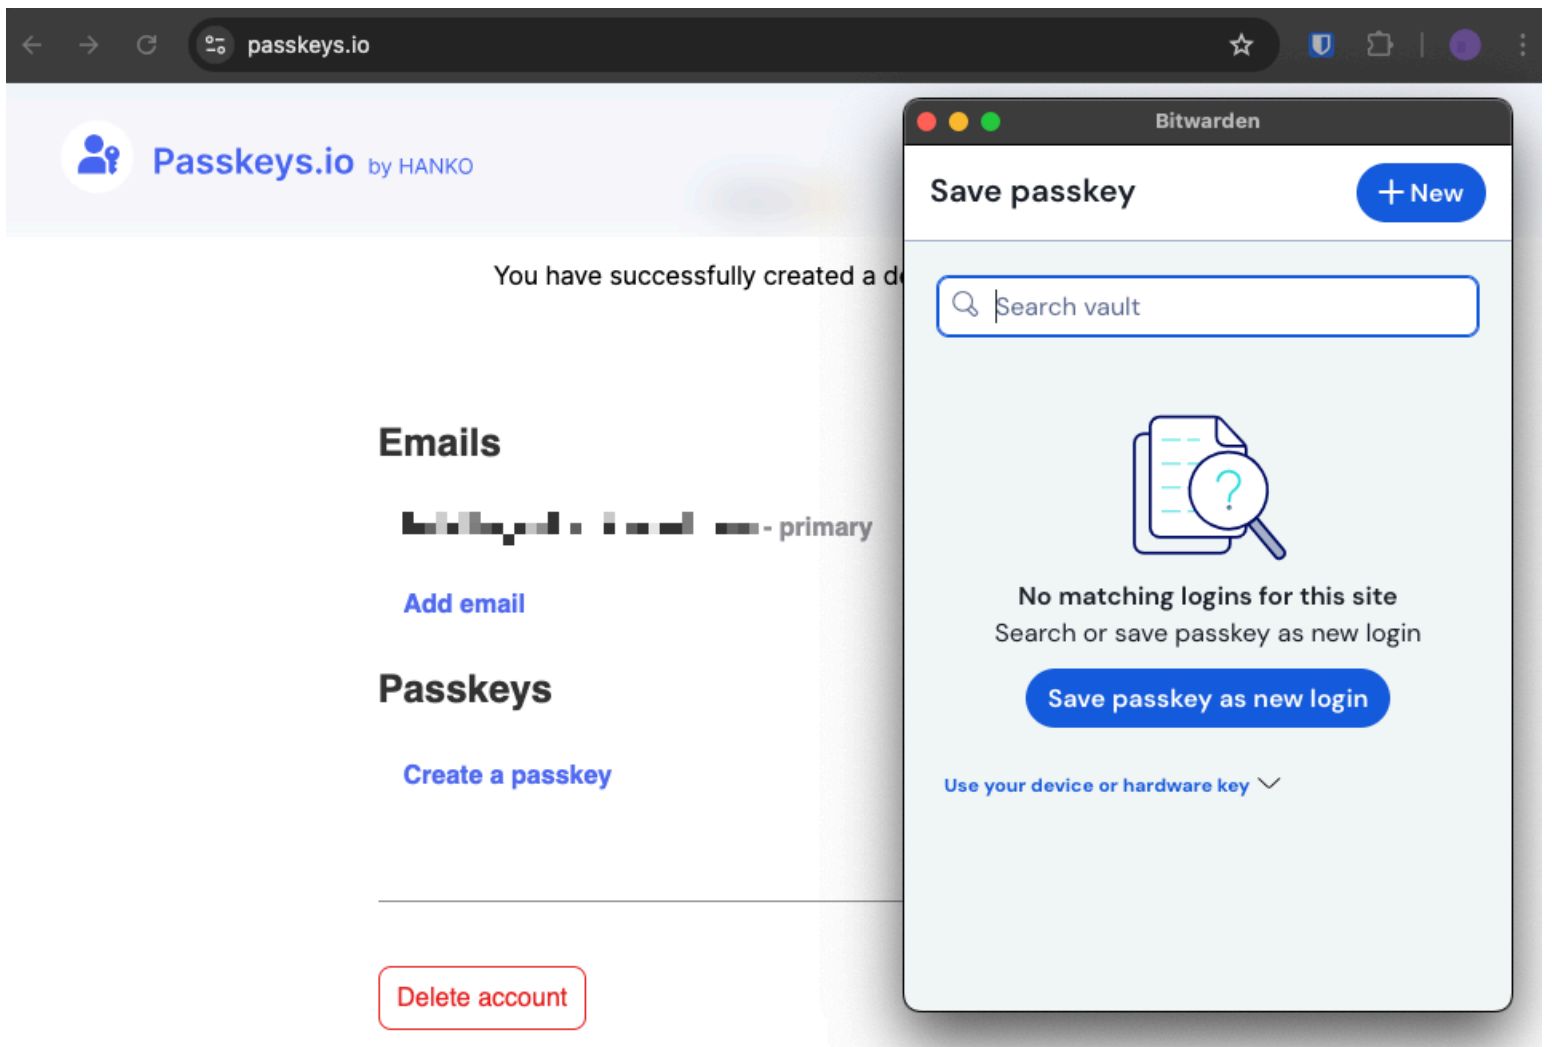 passkeys.io
Passkeys.io by HANKO
You have successfully created a d
Emails
- primary
Add email
Passkeys
Create a passkey
Delete account
Bitwarden
Save passkey
+ New
Search vault
?
No matching logins for this site
Search or save passkey as new login
Save passkey as new login
Use your device or hardware key